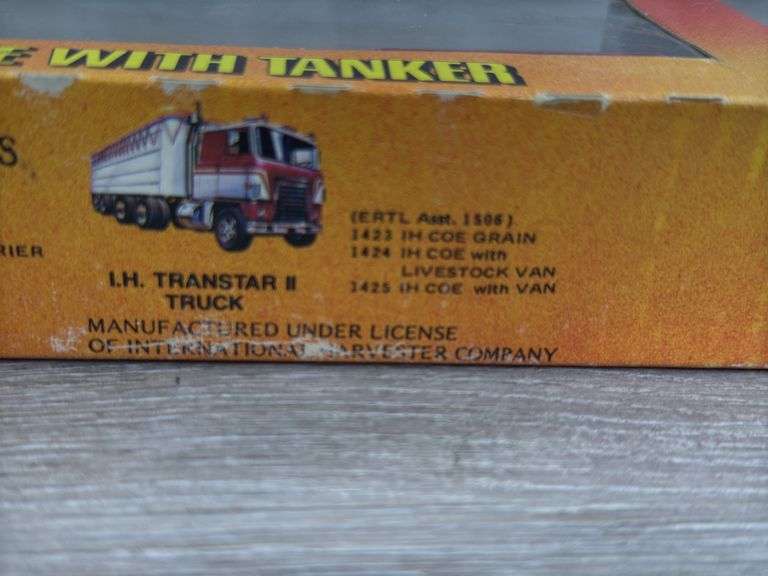 E WITH TANKER
S
RIER
I.H. TRANSTAR II
TRUCK
(ERTL Asst. 1506)
1423 IH COE GRAIN
1424 IH COE with
LIVESTOCK VAN
1425 IH COE with VAN
MANUFACTURED UNDER LICENSE
OF INTERNATIONAL HARVESTER COMPANY